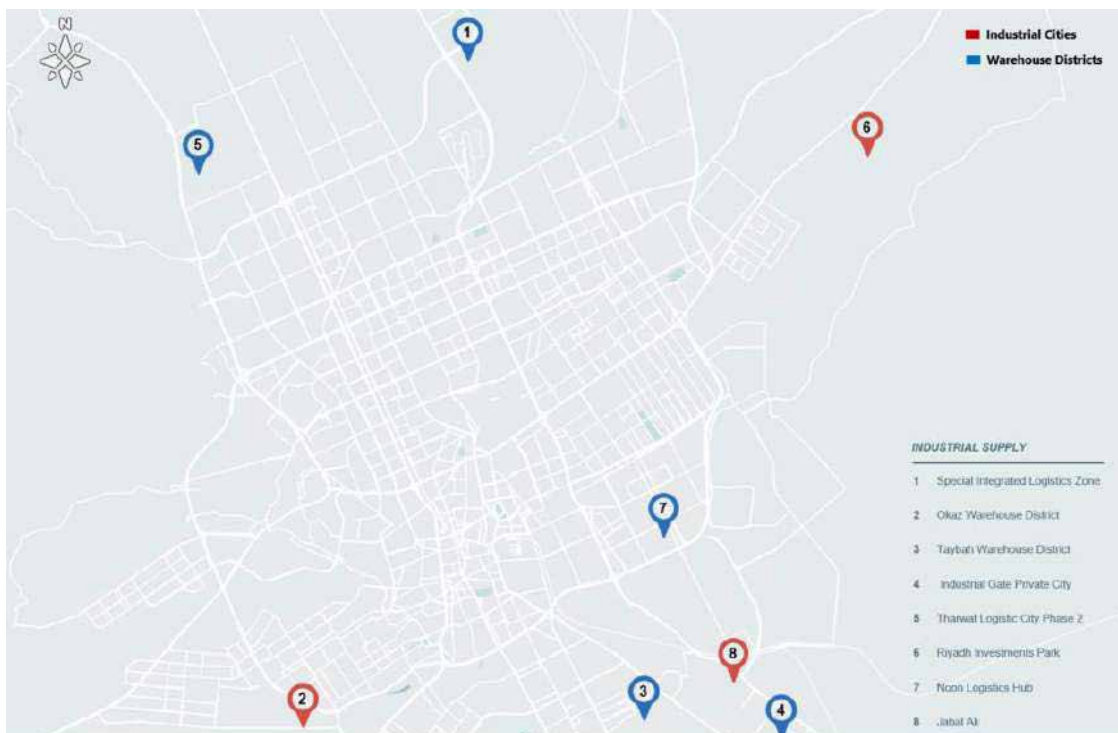 N
1
Industrial Cities
Warehouse Districts
6
5
7
8
2
3
4
INDUSTRIAL SUPPLY
1 Special Integrated Logistics Zone
2 Okaz Warehouse District
3 Taybah Warehouse District
4 Industrial Gate Private City
5 Tharwat Logistic City Phase 2
6 Riyadh Investments Park
7 Noon Logistics Hub
8 Jabal Ali